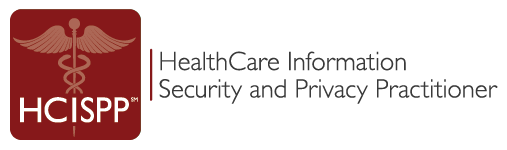 HCISPP℠
HealthCare Information
Security and Privacy Practitioner